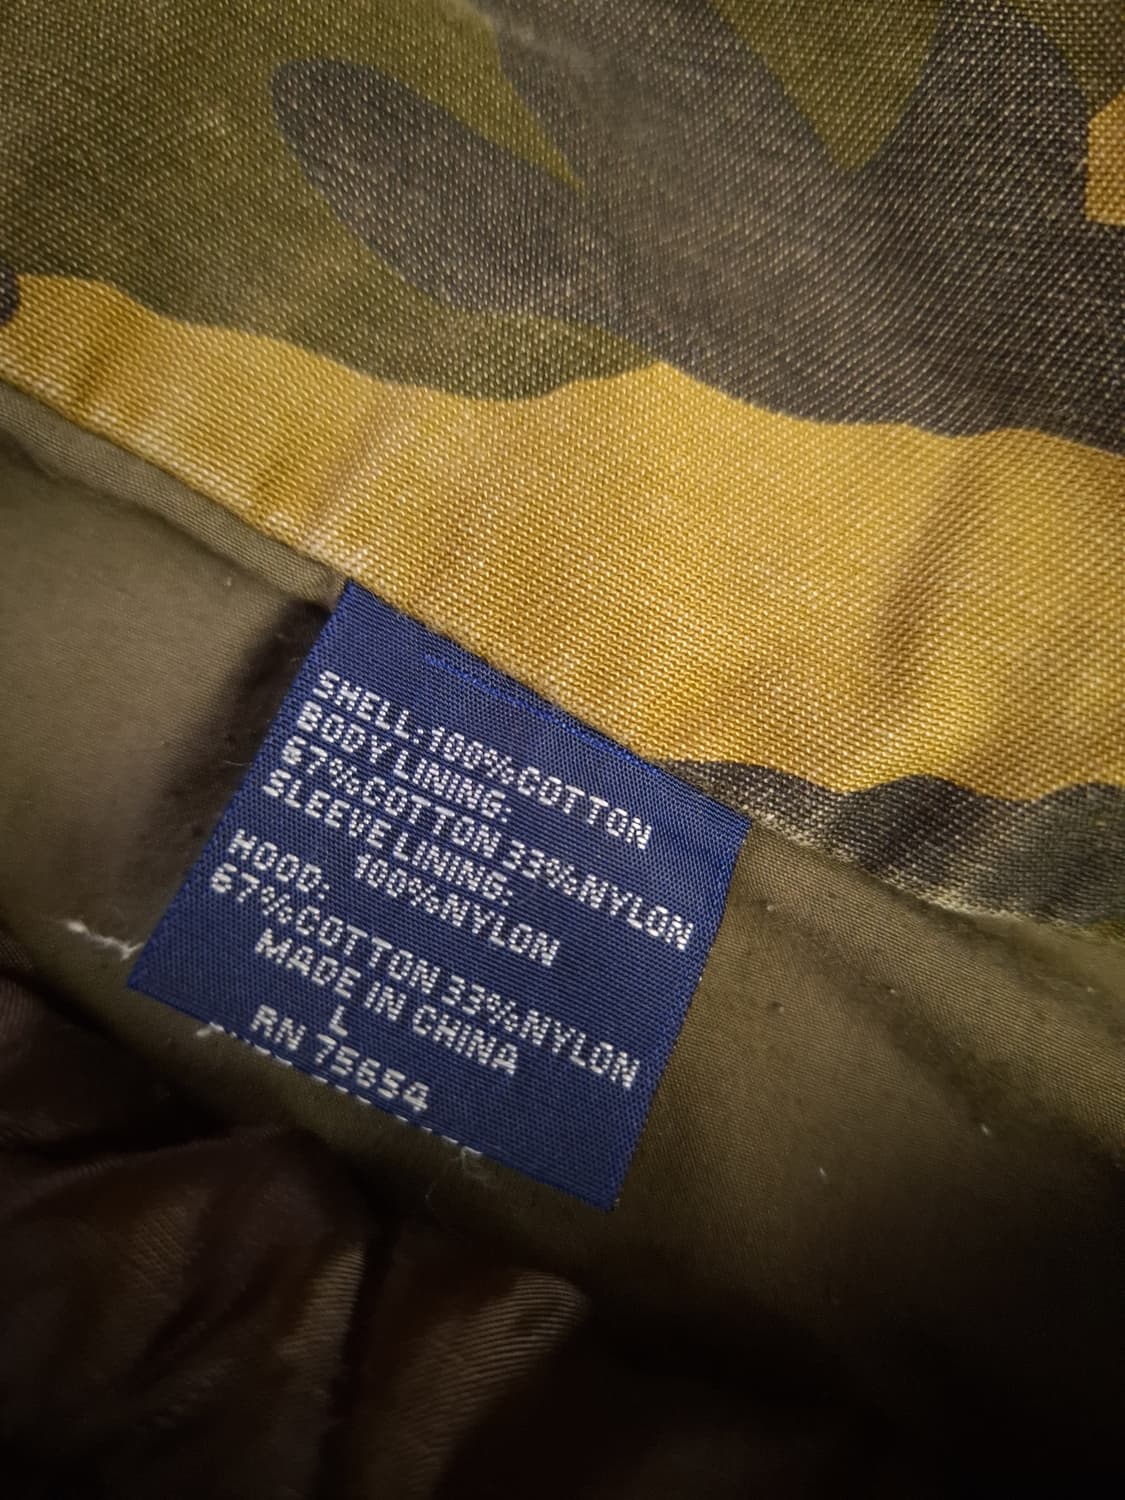 SHELL:100%COTTON
BODY LINING:
67%COTTON 33%NYLON
SLEEVE LINING:
100%NYLON
HOOD:
67%COTTON 33%NYLON
MADE IN CHINA
L
RN 75654